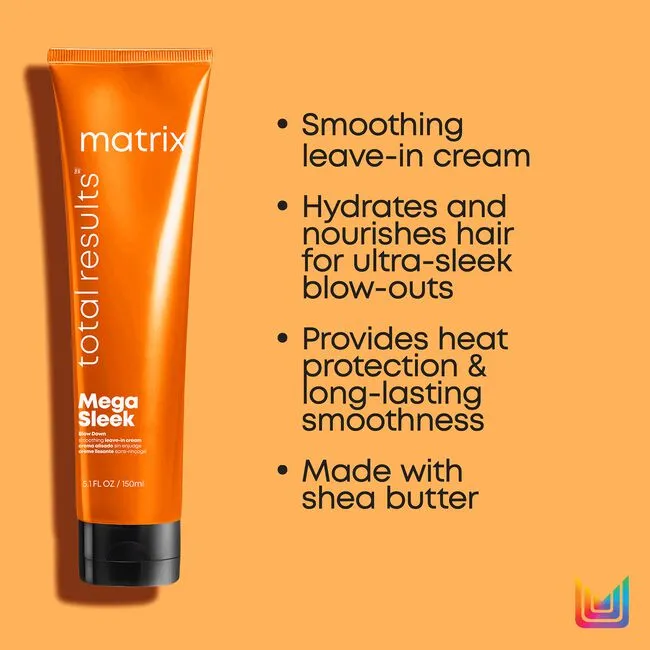 matrix
total results™
Mega
Sleek
Blow Down
smoothing leave-in cream
crema alisado sin enjuage
crème lissante sans-rinçage
5.1 FL OZ / 150ml
• Smoothing
leave-in cream
• Hydrates and
nourishes hair
for ultra-sleek
blow-outs
• Provides heat
protection &
long-lasting
smoothness
• Made with
shea butter